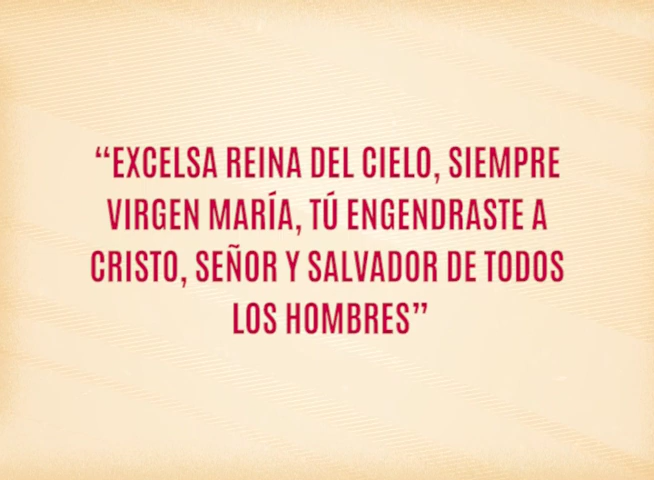 “EXCELSA REINA DEL CIELO, SIEMPRE
VIRGEN MARÍA, TÚ ENGENDRASTE A
CRISTO, SEÑOR Y SALVADOR DE TODOS
LOS HOMBRES”